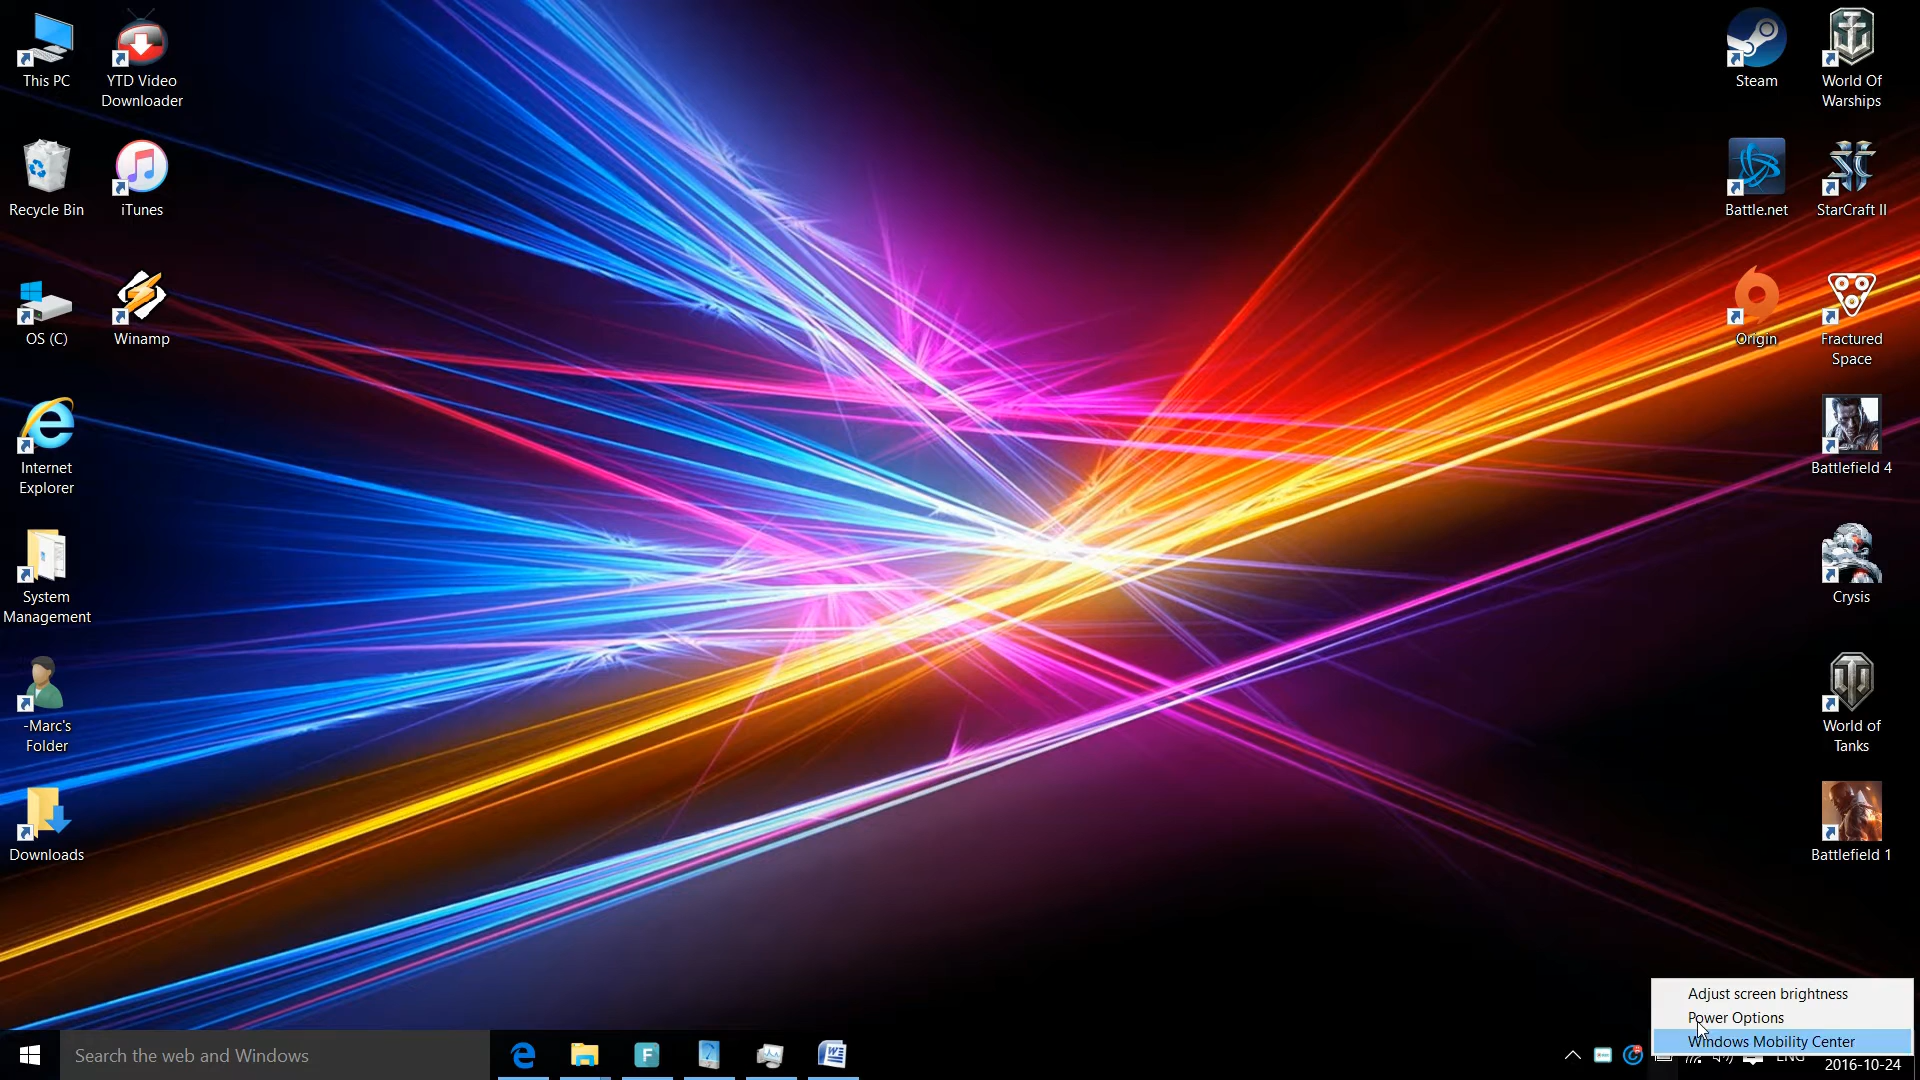 This PC
YTD Video
Downloader
Steam
World Of
Warships
Recycle Bin
iTunes
Battle.net
StarCraft II
OS (C)
Winamp
Origin
Fractured
Space
Internet
Explorer
Battlefield 4
System
Management
Crysis
-Marc's
Folder
World of
Tanks
Downloads
Battlefield 1
Adjust screen brightness
Power Options
Windows Mobility Center
Search the web and Windows
F
ENG
2016-10-24